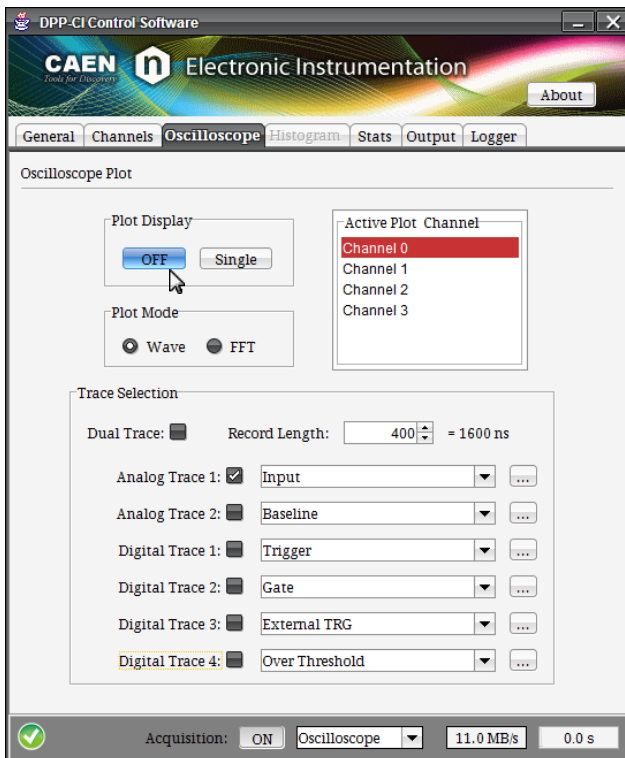 DPP-CI Control Software
CAEN n Electronic Instrumentation
Tools for Discovery
About
General Channels Oscilloscope Histogram Stats Output Logger
Oscilloscope Plot
Plot Display
OFF Single
Active Plot Channel
Channel 0
Channel 1
Channel 2
Channel 3
Plot Mode
Wave FFT
Trace Selection
Dual Trace: Record Length: 400 = 1600 ns
Analog Trace 1: Input ...
Analog Trace 2: Baseline ...
Digital Trace 1: Trigger ...
Digital Trace 2: Gate ...
Digital Trace 3: External TRG ...
Digital Trace 4: Over Threshold ...
Acquisition: ON Oscilloscope 11.0 MB/s 0.0 s